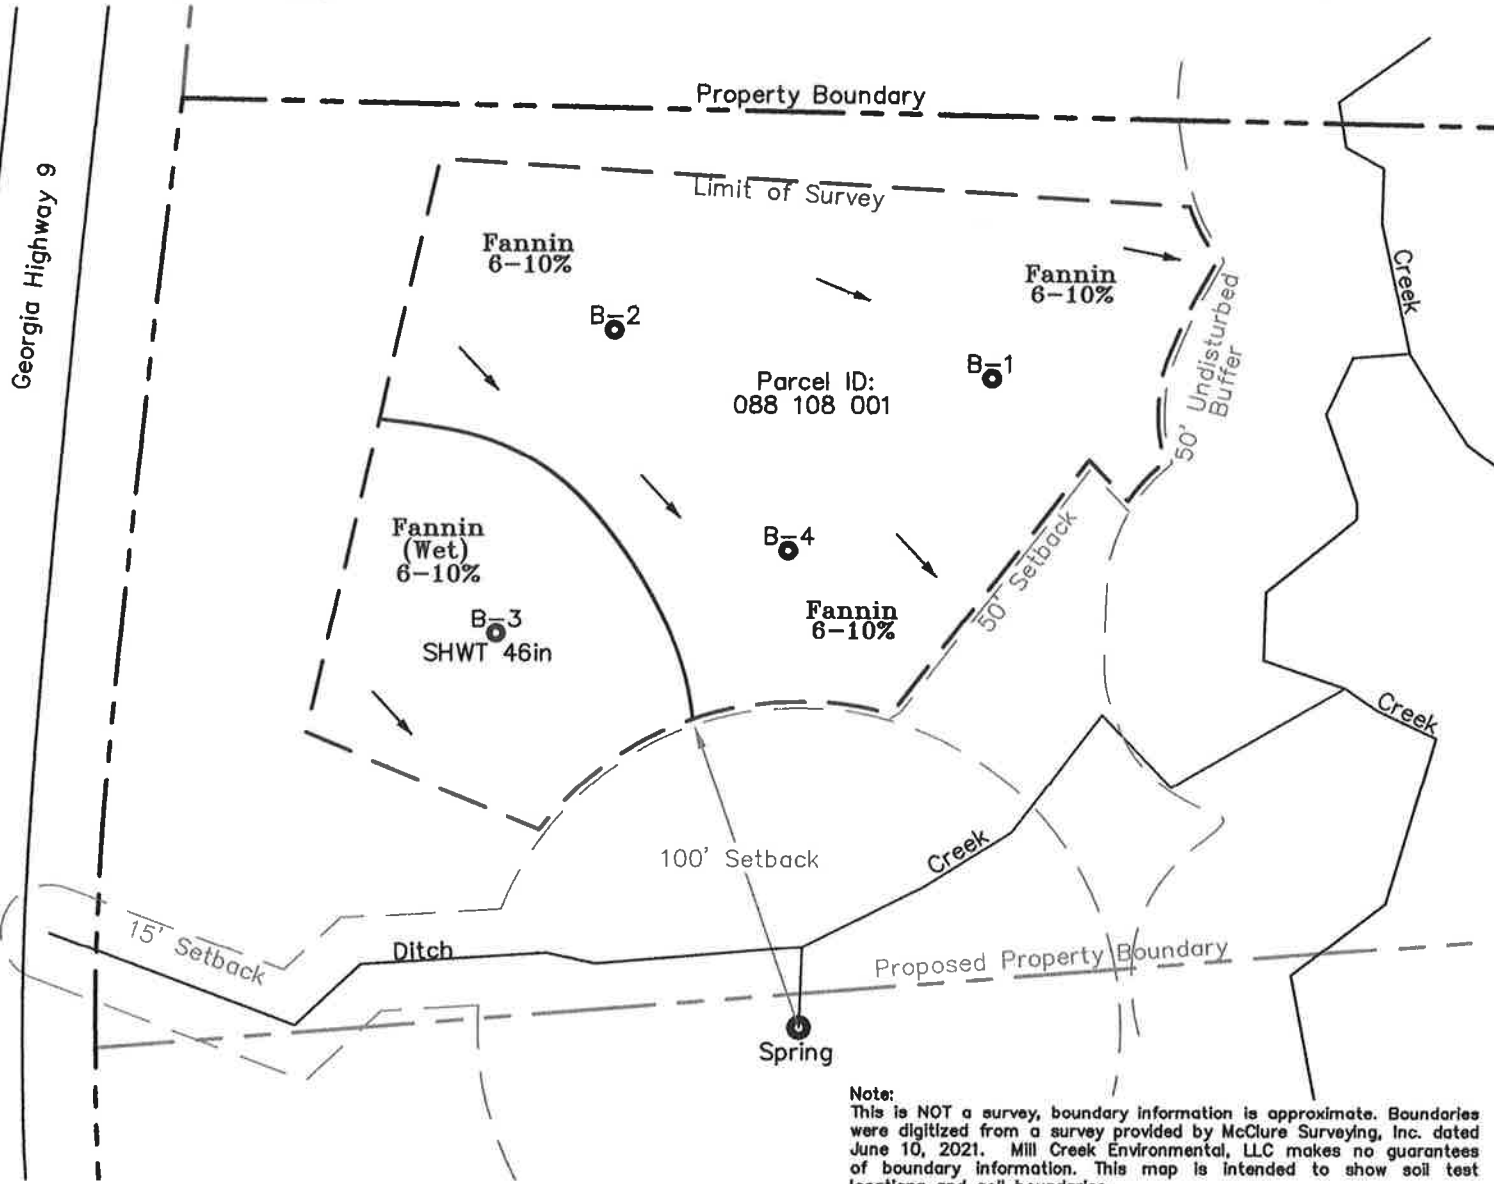 Property Boundary
Limit of Survey
Georgia Highway 9
Fannin
6-10%
Fannin
6-10%
Creek
B-2
50' Undisturbed
Buffer
B-1
Parcel ID:
088 108 001
Fannin
(Wet)
6-10%
B-4
50' Setback
B-3
SHWT 46in
Fannin
6-10%
Creek
100' Setback
Creek
15' Setback
Ditch
Proposed Property Boundary
Spring
Note:
This is NOT a survey, boundary information is approximate. Boundaries
were digitized from a survey provided by McClure Surveying, Inc. dated
June 10, 2021. Mill Creek Environmental, LLC makes no guarantees
of boundary information. This map is intended to show soil test
locations and soil boundaries